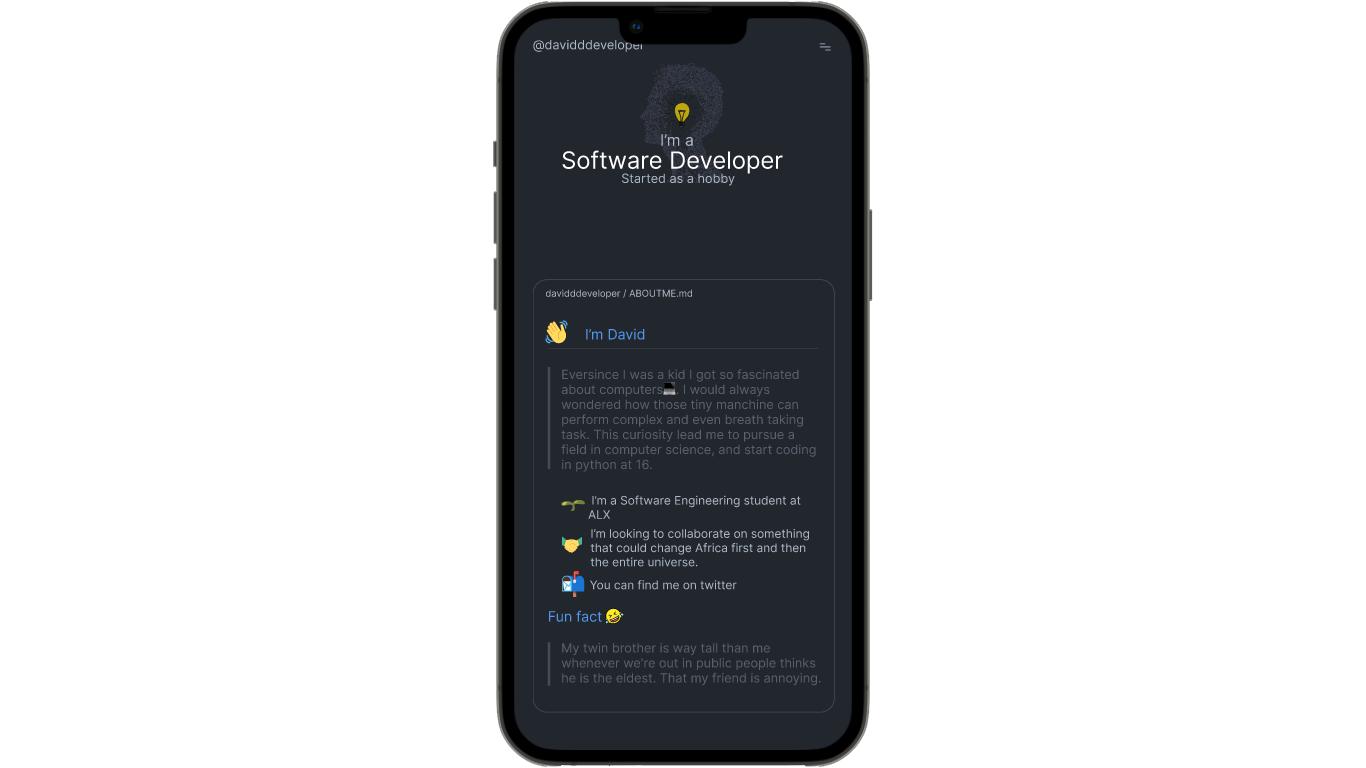 @davidddeveloper
I'm a
Software Developer
Started as a hobby
davidddeveloper / ABOUTME.md
I'm David
Eversince I was a kid I got so fascinated
about computers. I would always
wondered how those tiny manchine can
perform complex and even breath taking
task. This curiosity lead me to pursue a
field in computer science, and start coding
in python at 16.
I'm a Software Engineering student at
ALX
I'm looking to collaborate on something
that could change Africa first and then
the entire universe.
You can find me on twitter
Fun fact
My twin brother is way tall than me
whenever we're out in public people thinks
he is the eldest. That my friend is annoying.